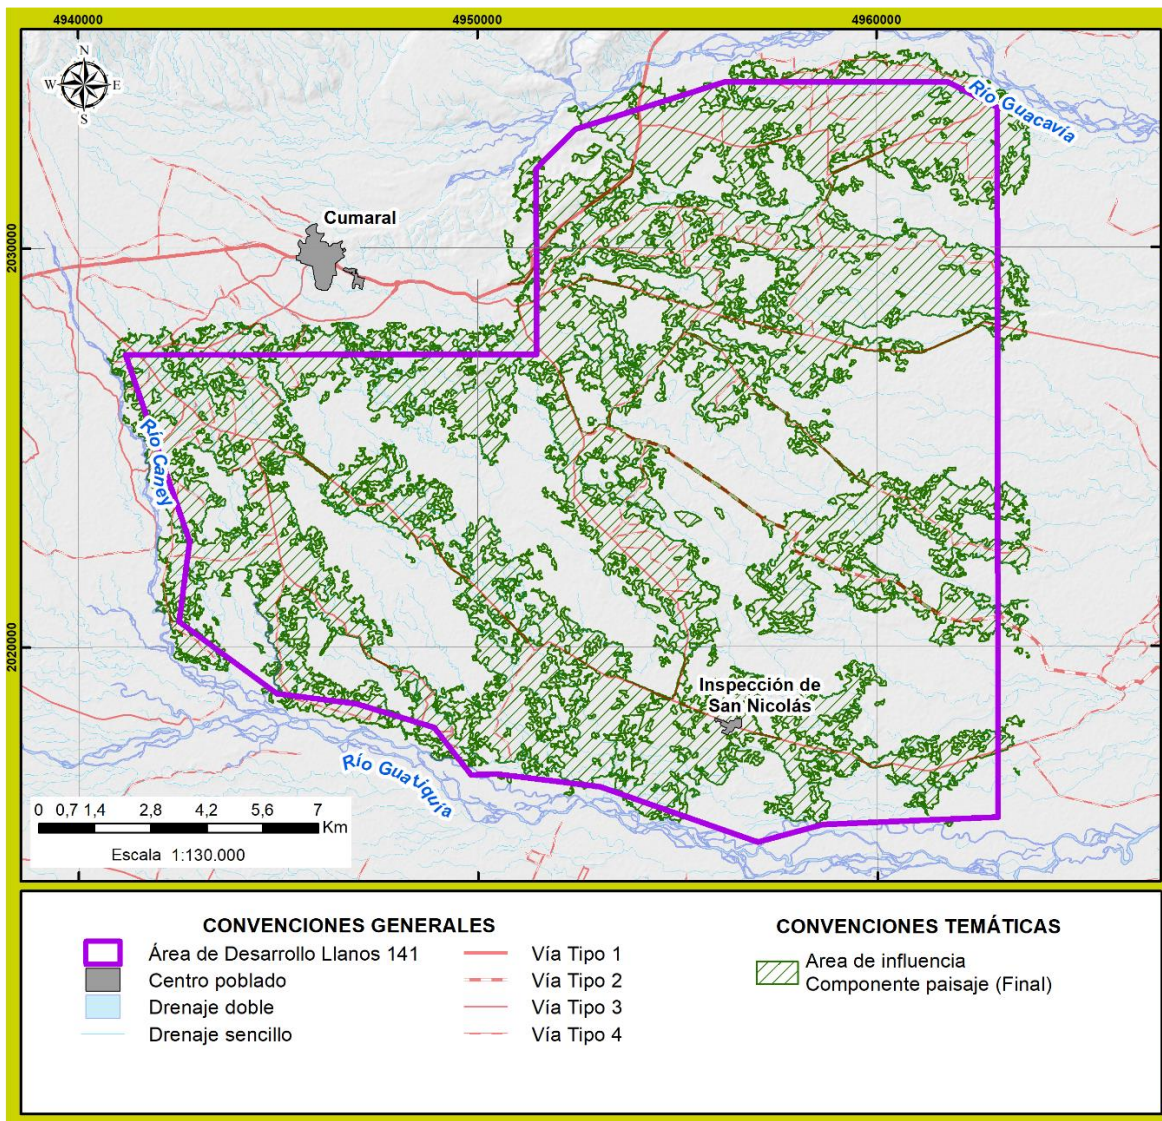 4940000
4950000
4960000
N
W
E
S
Río Guacavía
Cumaral
2030000
Río Caney
2020000
Inspección de
San Nicolás
Río Guatiquía
0 0,7 1,4 2,8 4,2 5,6 7
Km
Escala 1:130.000
CONVENCIONES GENERALES
Área de Desarrollo Llanos 141
Centro poblado
Drenaje doble
Drenaje sencillo
Vía Tipo 1
Vía Tipo 2
Vía Tipo 3
Vía Tipo 4
CONVENCIONES TEMÁTICAS
Area de influencia
Componente paisaje (Final)